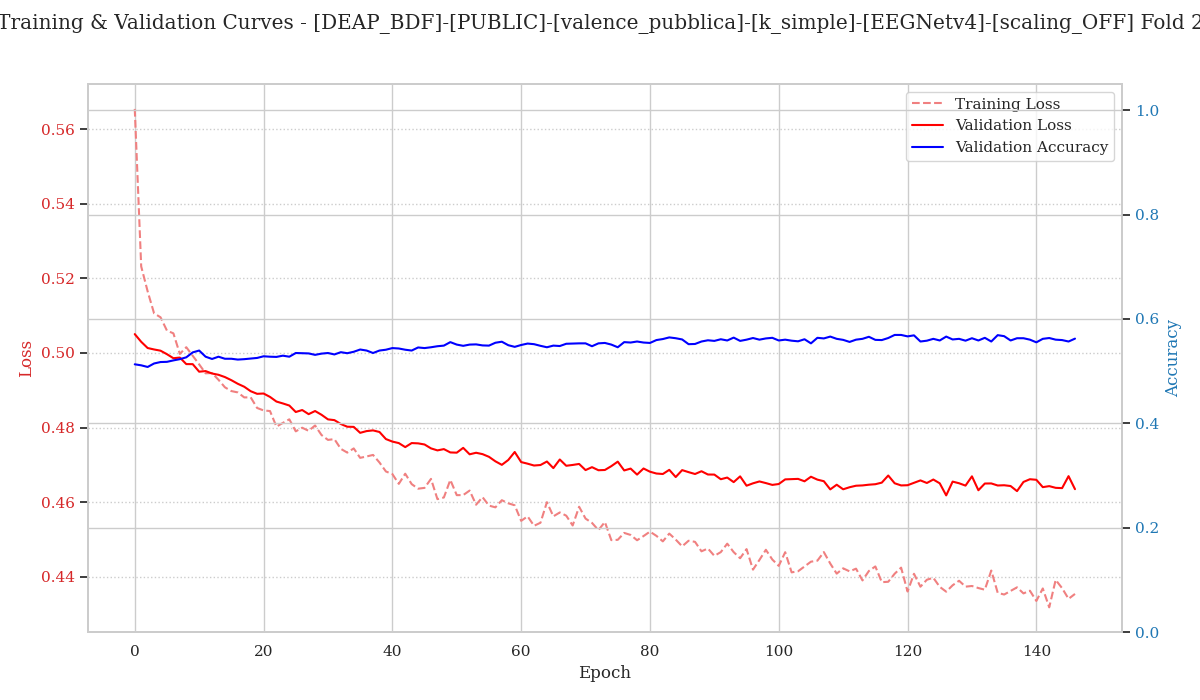 Training & Validation Curves - [DEAP_BDF]-[PUBLIC]-[valence_pubblica]-[k_simple]-[EEGNetv4]-[scaling_OFF] Fold 2
Training Loss
Validation Loss
Validation Accuracy
Loss
0.56
0.54
0.52
0.50
0.48
0.46
0.44
1.0
0.8
0.6
0.4
0.2
0.0
Accuracy
0 20 40 60 80 100 120 140
Epoch